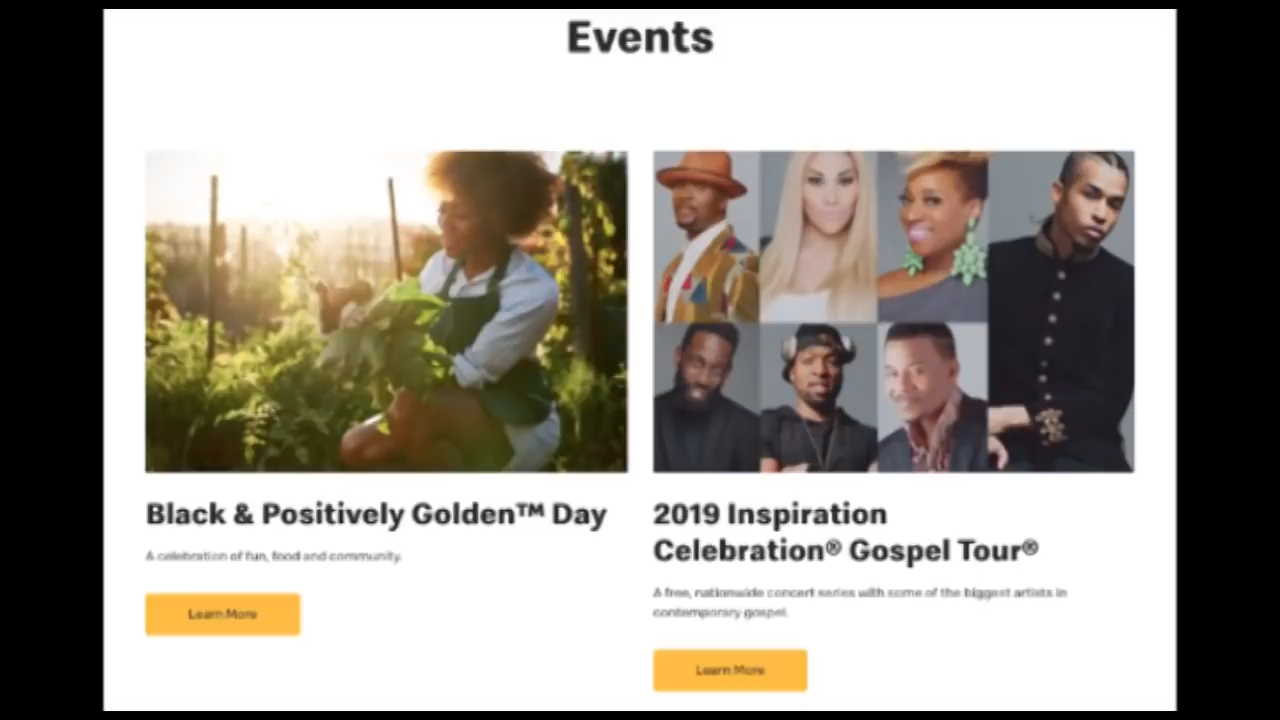 Events
Black & Positively Golden™ Day
A celebration of fun, food and community.
Learn More
2019 Inspiration
Celebration® Gospel Tour®
A free, nationwide concert series with some of the biggest artists in
contemporary gospel.
Learn More